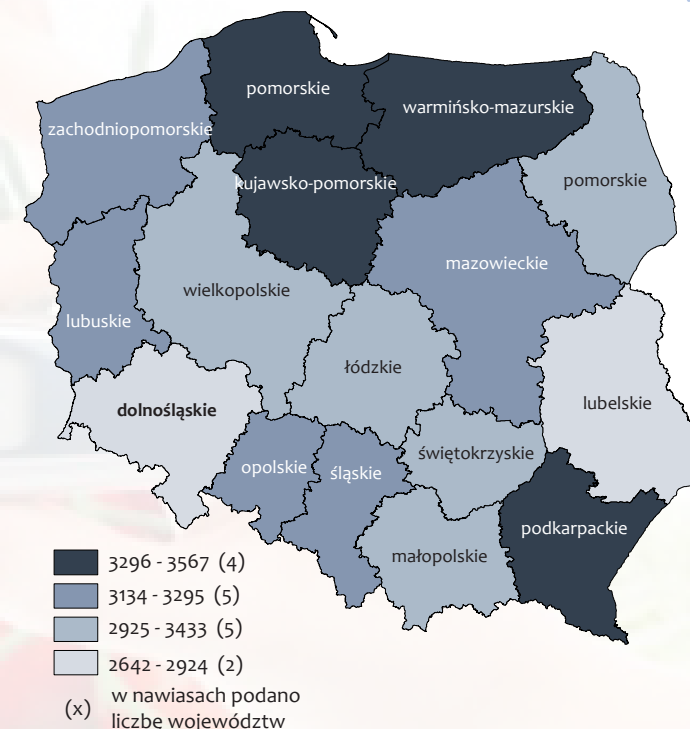 pomorskie
warmińsko-mazurskie
zachodniopomorskie
kujawsko-pomorskie
pomorskie
mazowieckie
wielkopolskie
lubuskie
łódzkie
lubelskie
dolnośląskie
świętokrzyskie
opolskie
śląskie
podkarpackie
małopolskie
3296 - 3567 (4)
3134 - 3295 (5)
2925 - 3433 (5)
2642 - 2924 (2)
(x) w nawiasach podano
liczbę województw